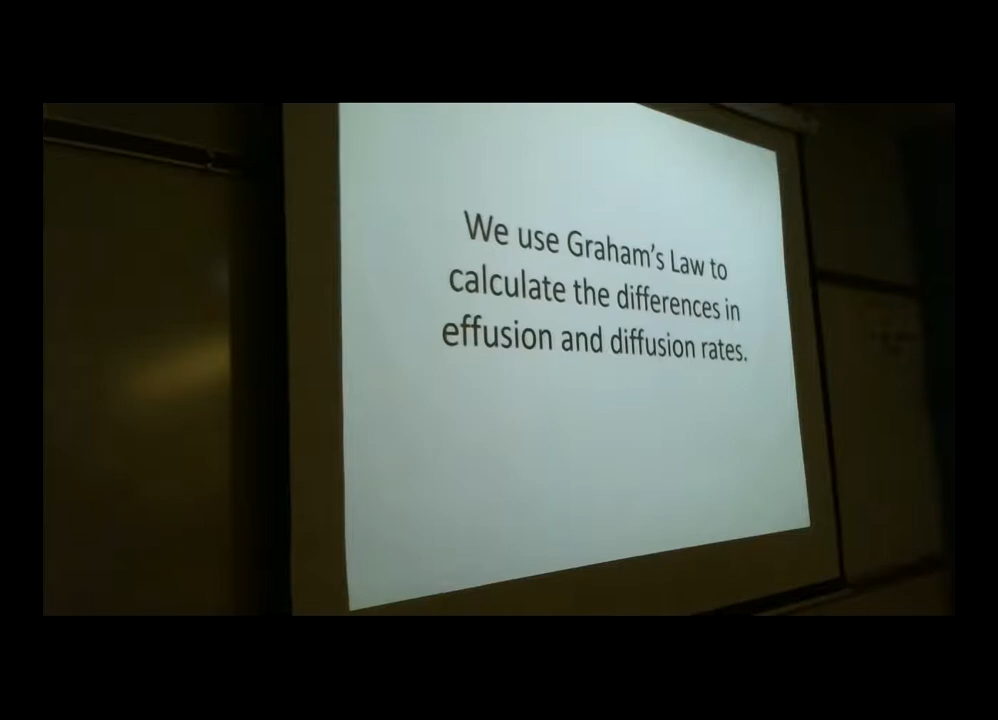 We use Graham's Law to
calculate the differences in
effusion and diffusion rates.